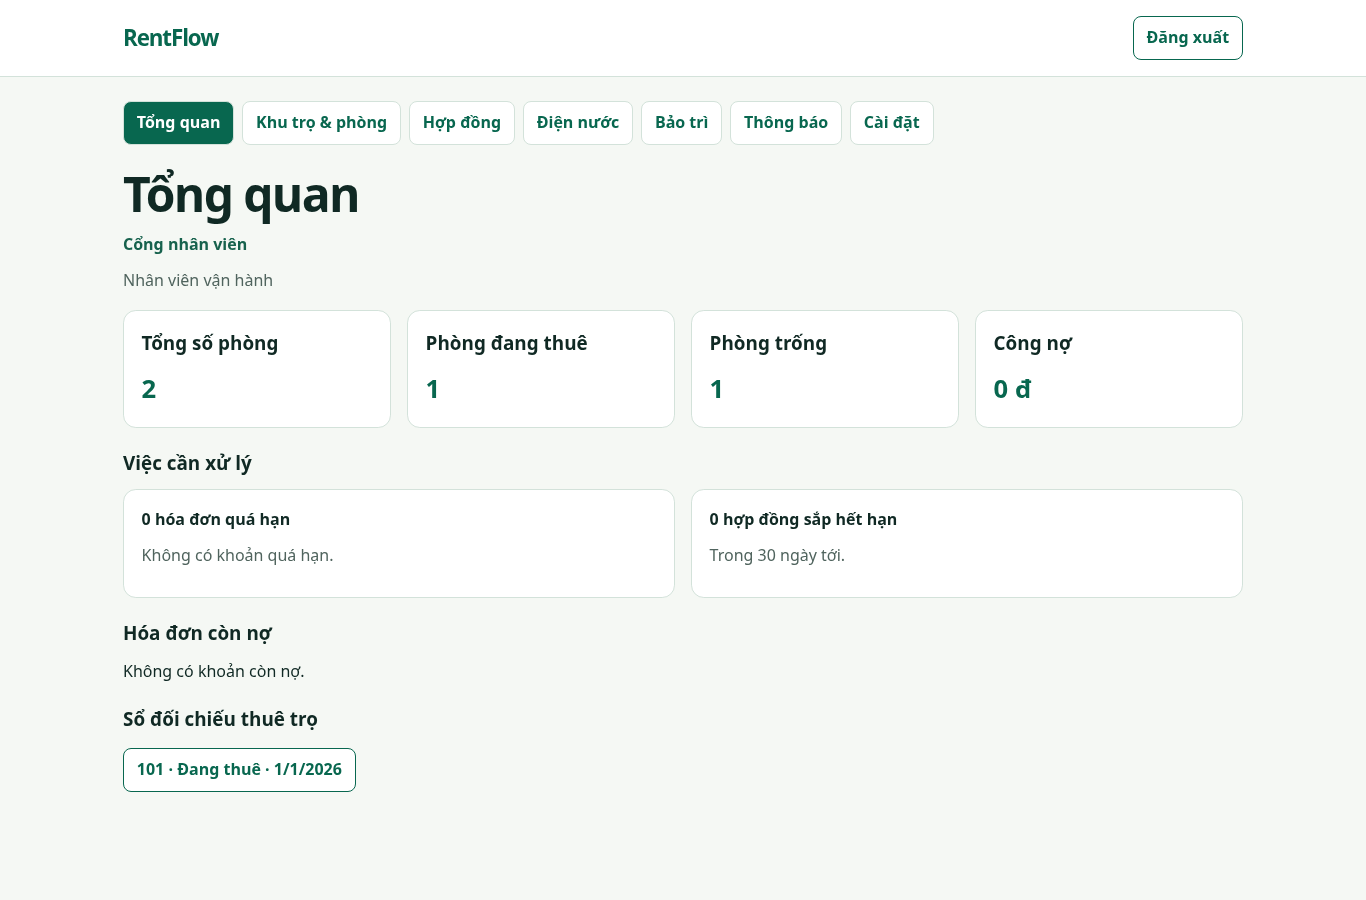 RentFlow
Đăng xuất
Tổng quan
Khu trọ & phòng
Hợp đồng
Điện nước
Bảo trì
Thông báo
Cài đặt
Tổng quan
Cổng nhân viên
Nhân viên vận hành
Tổng số phòng
2
Phòng đang thuê
1
Phòng trống
1
Công nợ
0 đ
Việc cần xử lý
0 hóa đơn quá hạn
Không có khoản quá hạn.
0 hợp đồng sắp hết hạn
Trong 30 ngày tới.
Hóa đơn còn nợ
Không có khoản còn nợ.
Sổ đối chiếu thuê trọ
101 · Đang thuê · 1/1/2026